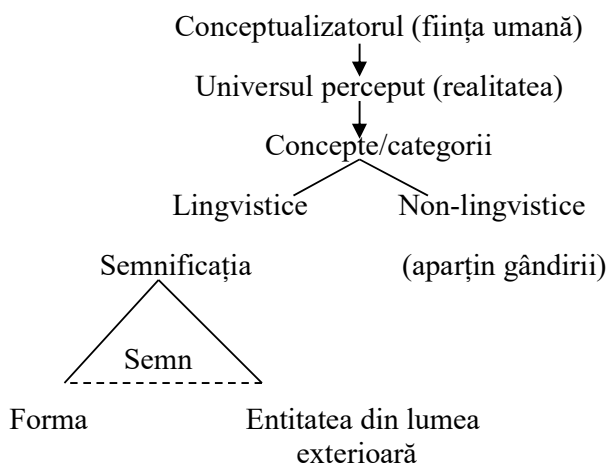 Conceptualizatorul (ființa umană)
Universul perceput (realitatea)
Concepte/categorii
Lingvistice Non-lingvistice
Semnificația (aparțin gândirii)
Semn
Forma Entitatea din lumea
exterioară